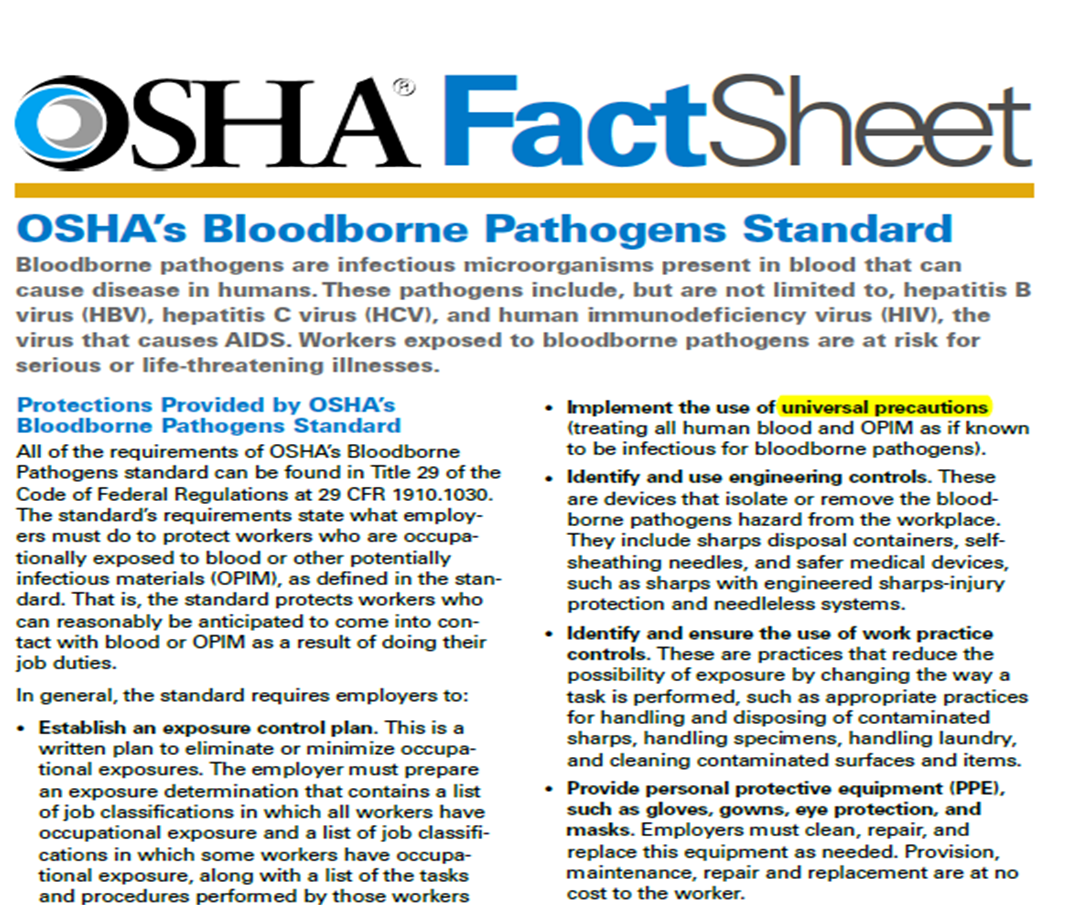 OSHA® FactSheet
OSHA's Bloodborne Pathogens Standard
Bloodborne pathogens are infectious microorganisms present in blood that can
cause disease in humans. These pathogens include, but are not limited to, hepatitis B
virus (HBV), hepatitis C virus (HCV), and human immunodeficiency virus (HIV), the
virus that causes AIDS. Workers exposed to bloodborne pathogens are at risk for
serious or life-threatening illnesses.
Protections Provided by OSHA's
Bloodborne Pathogens Standard
All of the requirements of OSHA's Bloodborne
Pathogens standard can be found in Title 29 of the
Code of Federal Regulations at 29 CFR 1910.1030.
The standard's requirements state what employ-
ers must do to protect workers who are occupa-
tionally exposed to blood or other potentially
infectious materials (OPIM), as defined in the stan-
dard. That is, the standard protects workers who
can reasonably be anticipated to come into con-
tact with blood or OPIM as a result of doing their
job duties.
In general, the standard requires employers to:
• Establish an exposure control plan. This is a
written plan to eliminate or minimize occupa-
tional exposures. The employer must prepare
an exposure determination that contains a list
of job classifications in which all workers have
occupational exposure and a list of job classifi-
cations in which some workers have occupa-
tional exposure, along with a list of the tasks
and procedures performed by those workers
• Implement the use of universal precautions
(treating all human blood and OPIM as if known
to be infectious for bloodborne pathogens).
• Identify and use engineering controls. These
are devices that isolate or remove the blood-
borne pathogens hazard from the workplace.
They include sharps disposal containers, self-
sheathing needles, and safer medical devices,
such as sharps with engineered sharps-injury
protection and needleless systems.
• Identify and ensure the use of work practice
controls. These are practices that reduce the
possibility of exposure by changing the way a
task is performed, such as appropriate practices
for handling and disposing of contaminated
sharps, handling specimens, handling laundry,
and cleaning contaminated surfaces and items.
• Provide personal protective equipment (PPE),
such as gloves, gowns, eye protection, and
masks. Employers must clean, repair, and
replace this equipment as needed. Provision,
maintenance, repair and replacement are at no
cost to the worker.